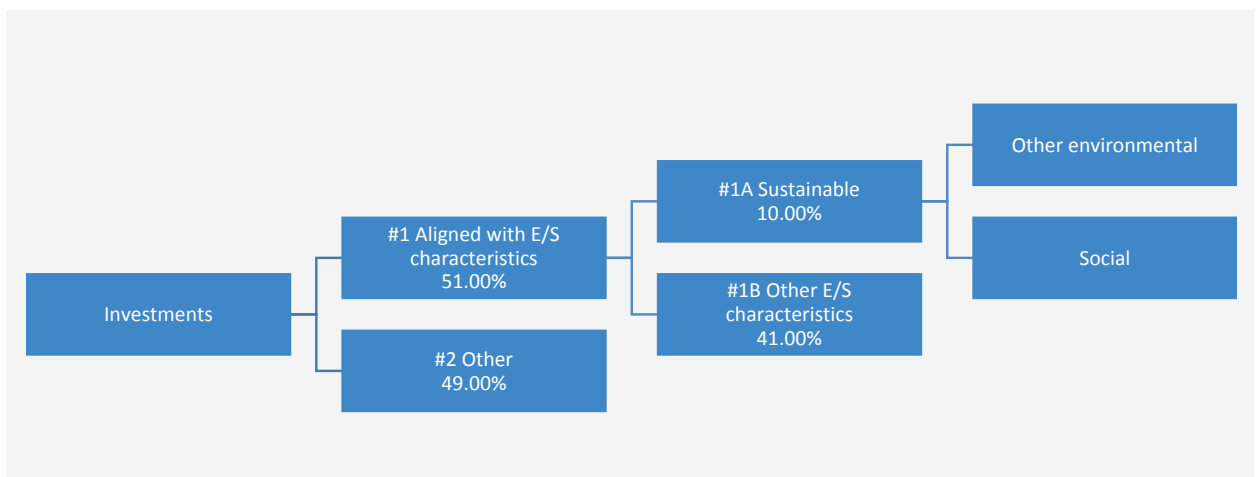 Investments
#1 Aligned with E/S
characteristics
51.00%
#2 Other
49.00%
#1A Sustainable
10.00%
#1B Other E/S
characteristics
41.00%
Other environmental
Social